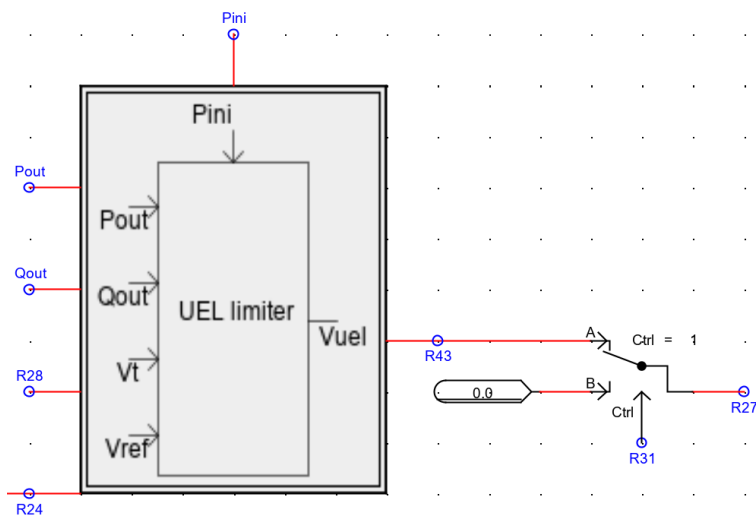 Pini
Pini
Pout
Pout
Qout
Qout
UEL limiter
Vuel
R43
A
Ctrl = 1
R28
Vt
0.0
B
R27
Ctrl
Vref
R31
R24